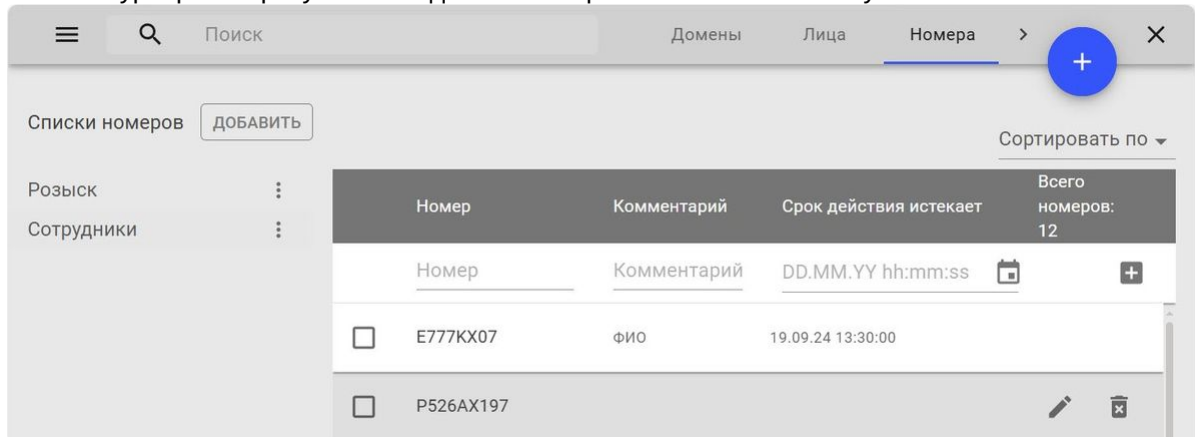 Поиск
Домены Лица Номера
Списки номеров ДОБАВИТЬ
Сортировать по
Розыск
Сотрудники
Номер Комментарий Срок действия истекает Всего номеров: 12
Номер Комментарий DD.MM.YY hh:mm:ss
E777KX07 ФИО 19.09.24 13:30:00
P526AX197